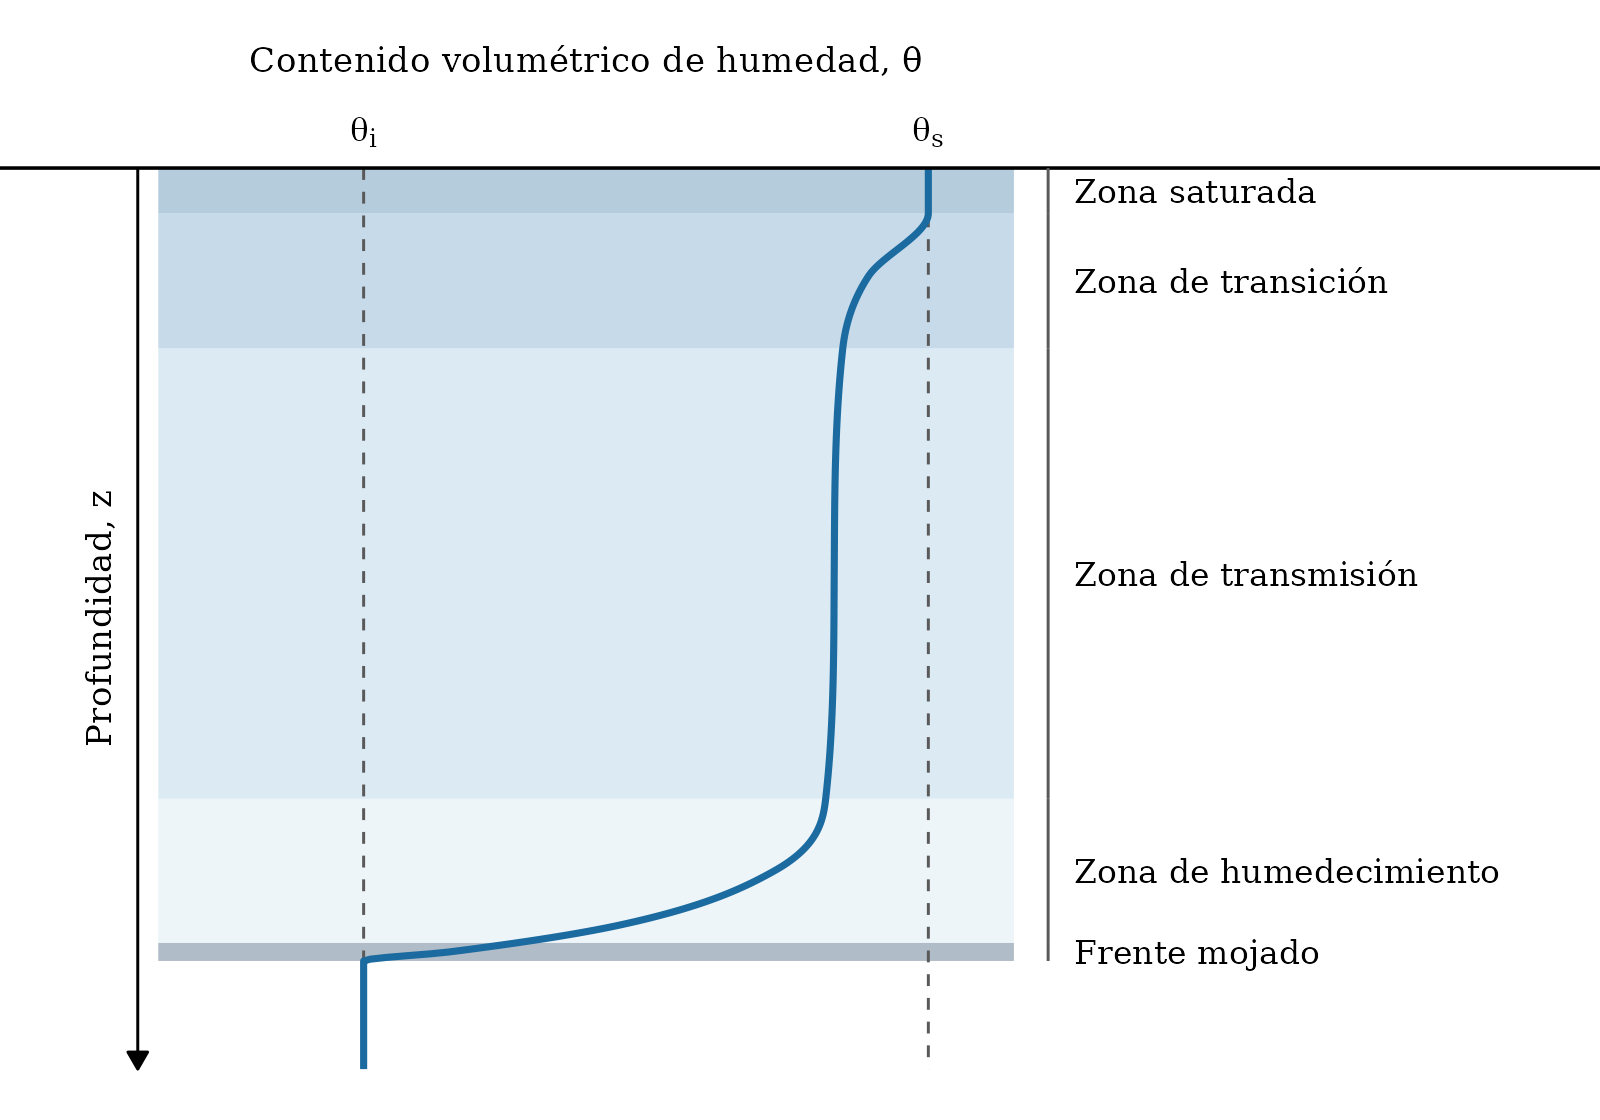 Contenido volumétrico de humedad, θ
θi
θs
Zona saturada
Zona de transición
Profundidad, z
Zona de transmisión
Zona de humedecimiento
Frente mojado